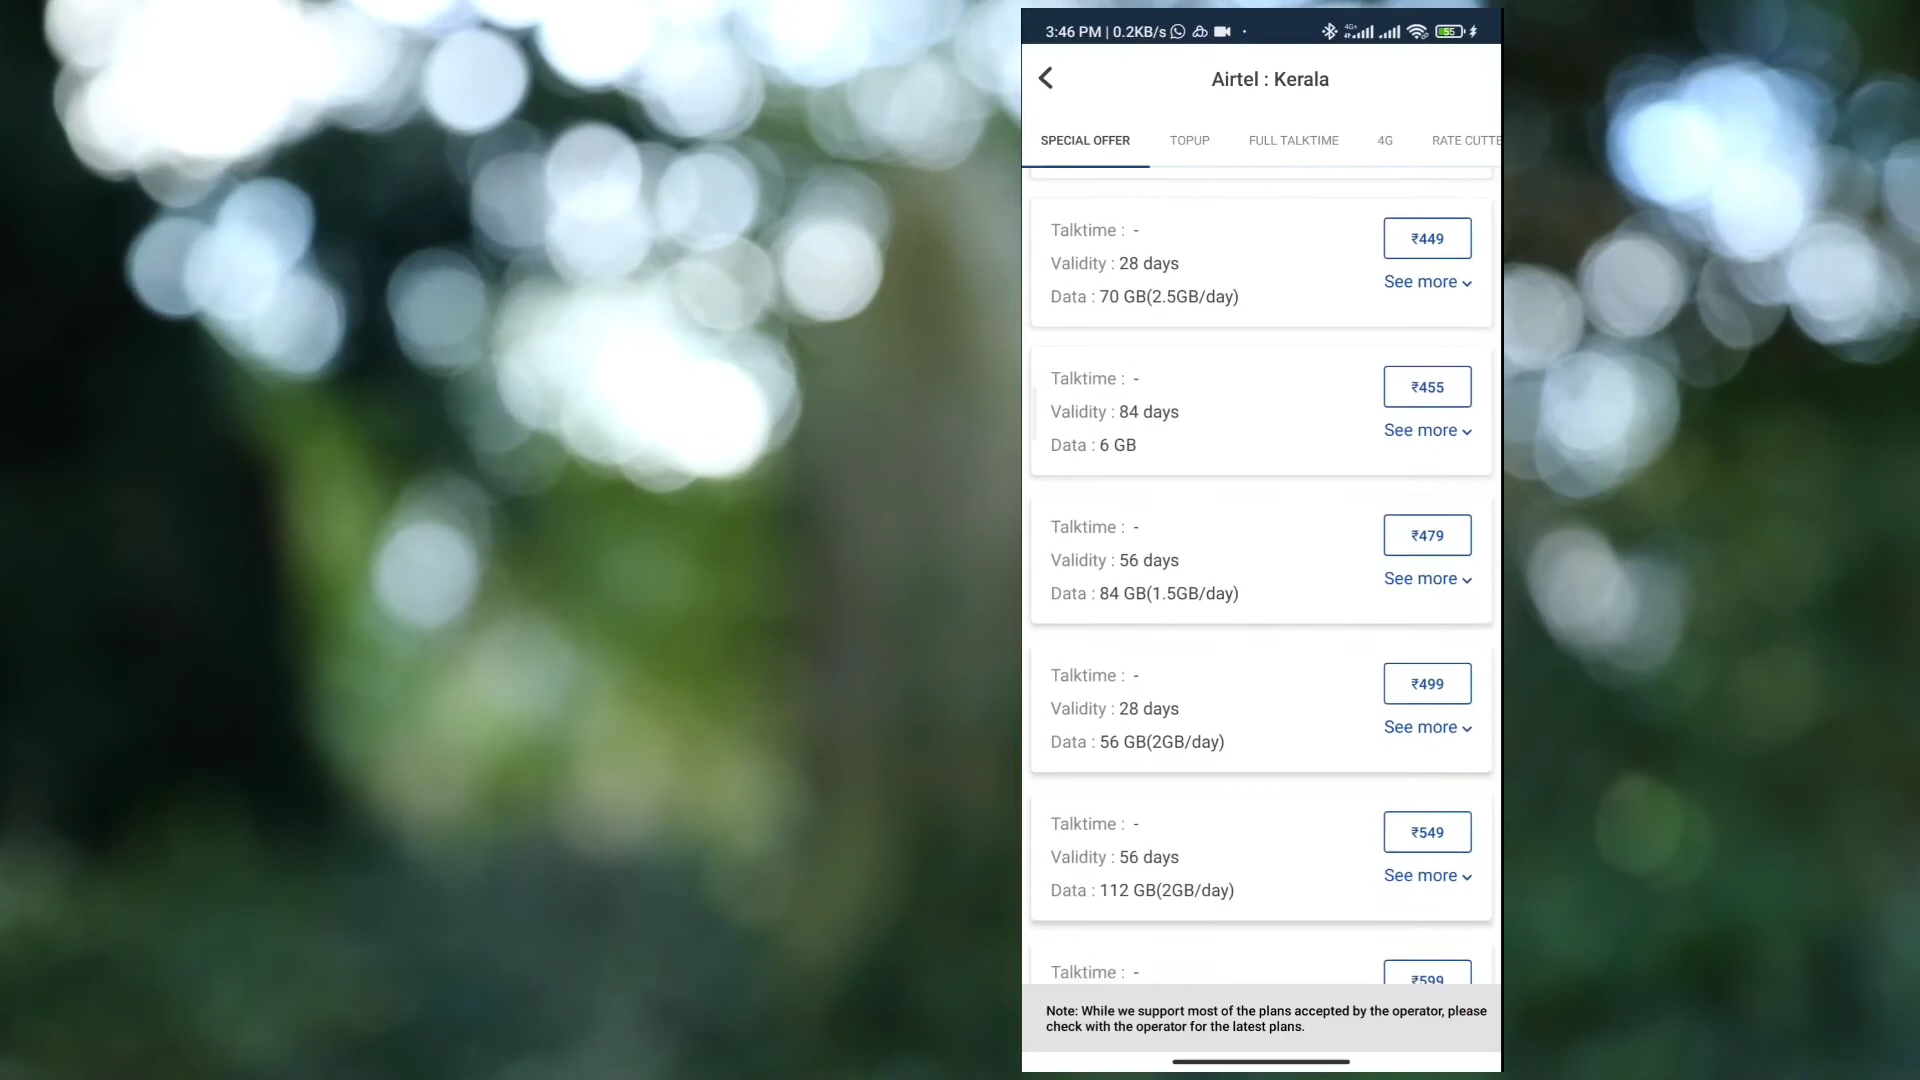 3:46 PM | 0.2KB/s
4G+
55
Airtel : Kerala
SPECIAL OFFER TOPUP FULL TALKTIME 4G RATE CUTTE
Talktime : -
₹449
Validity : 28 days
See more
Data : 70 GB(2.5GB/day)
Talktime : -
₹455
Validity : 84 days
See more
Data : 6 GB
Talktime : -
₹479
Validity : 56 days
See more
Data : 84 GB(1.5GB/day)
Talktime : -
₹499
Validity : 28 days
See more
Data : 56 GB(2GB/day)
Talktime : -
₹549
Validity : 56 days
See more
Data : 112 GB(2GB/day)
Talktime : -
₹599
Note: While we support most of the plans accepted by the operator, please
check with the operator for the latest plans.